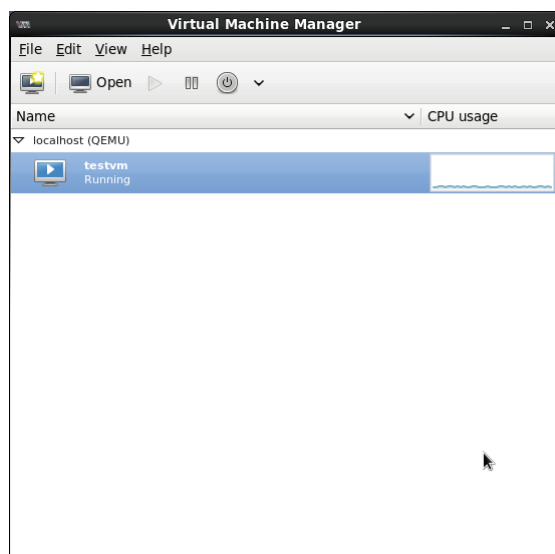 Virtual Machine Manager
File Edit View Help
Open
Name CPU usage
localhost (QEMU)
testvm
Running